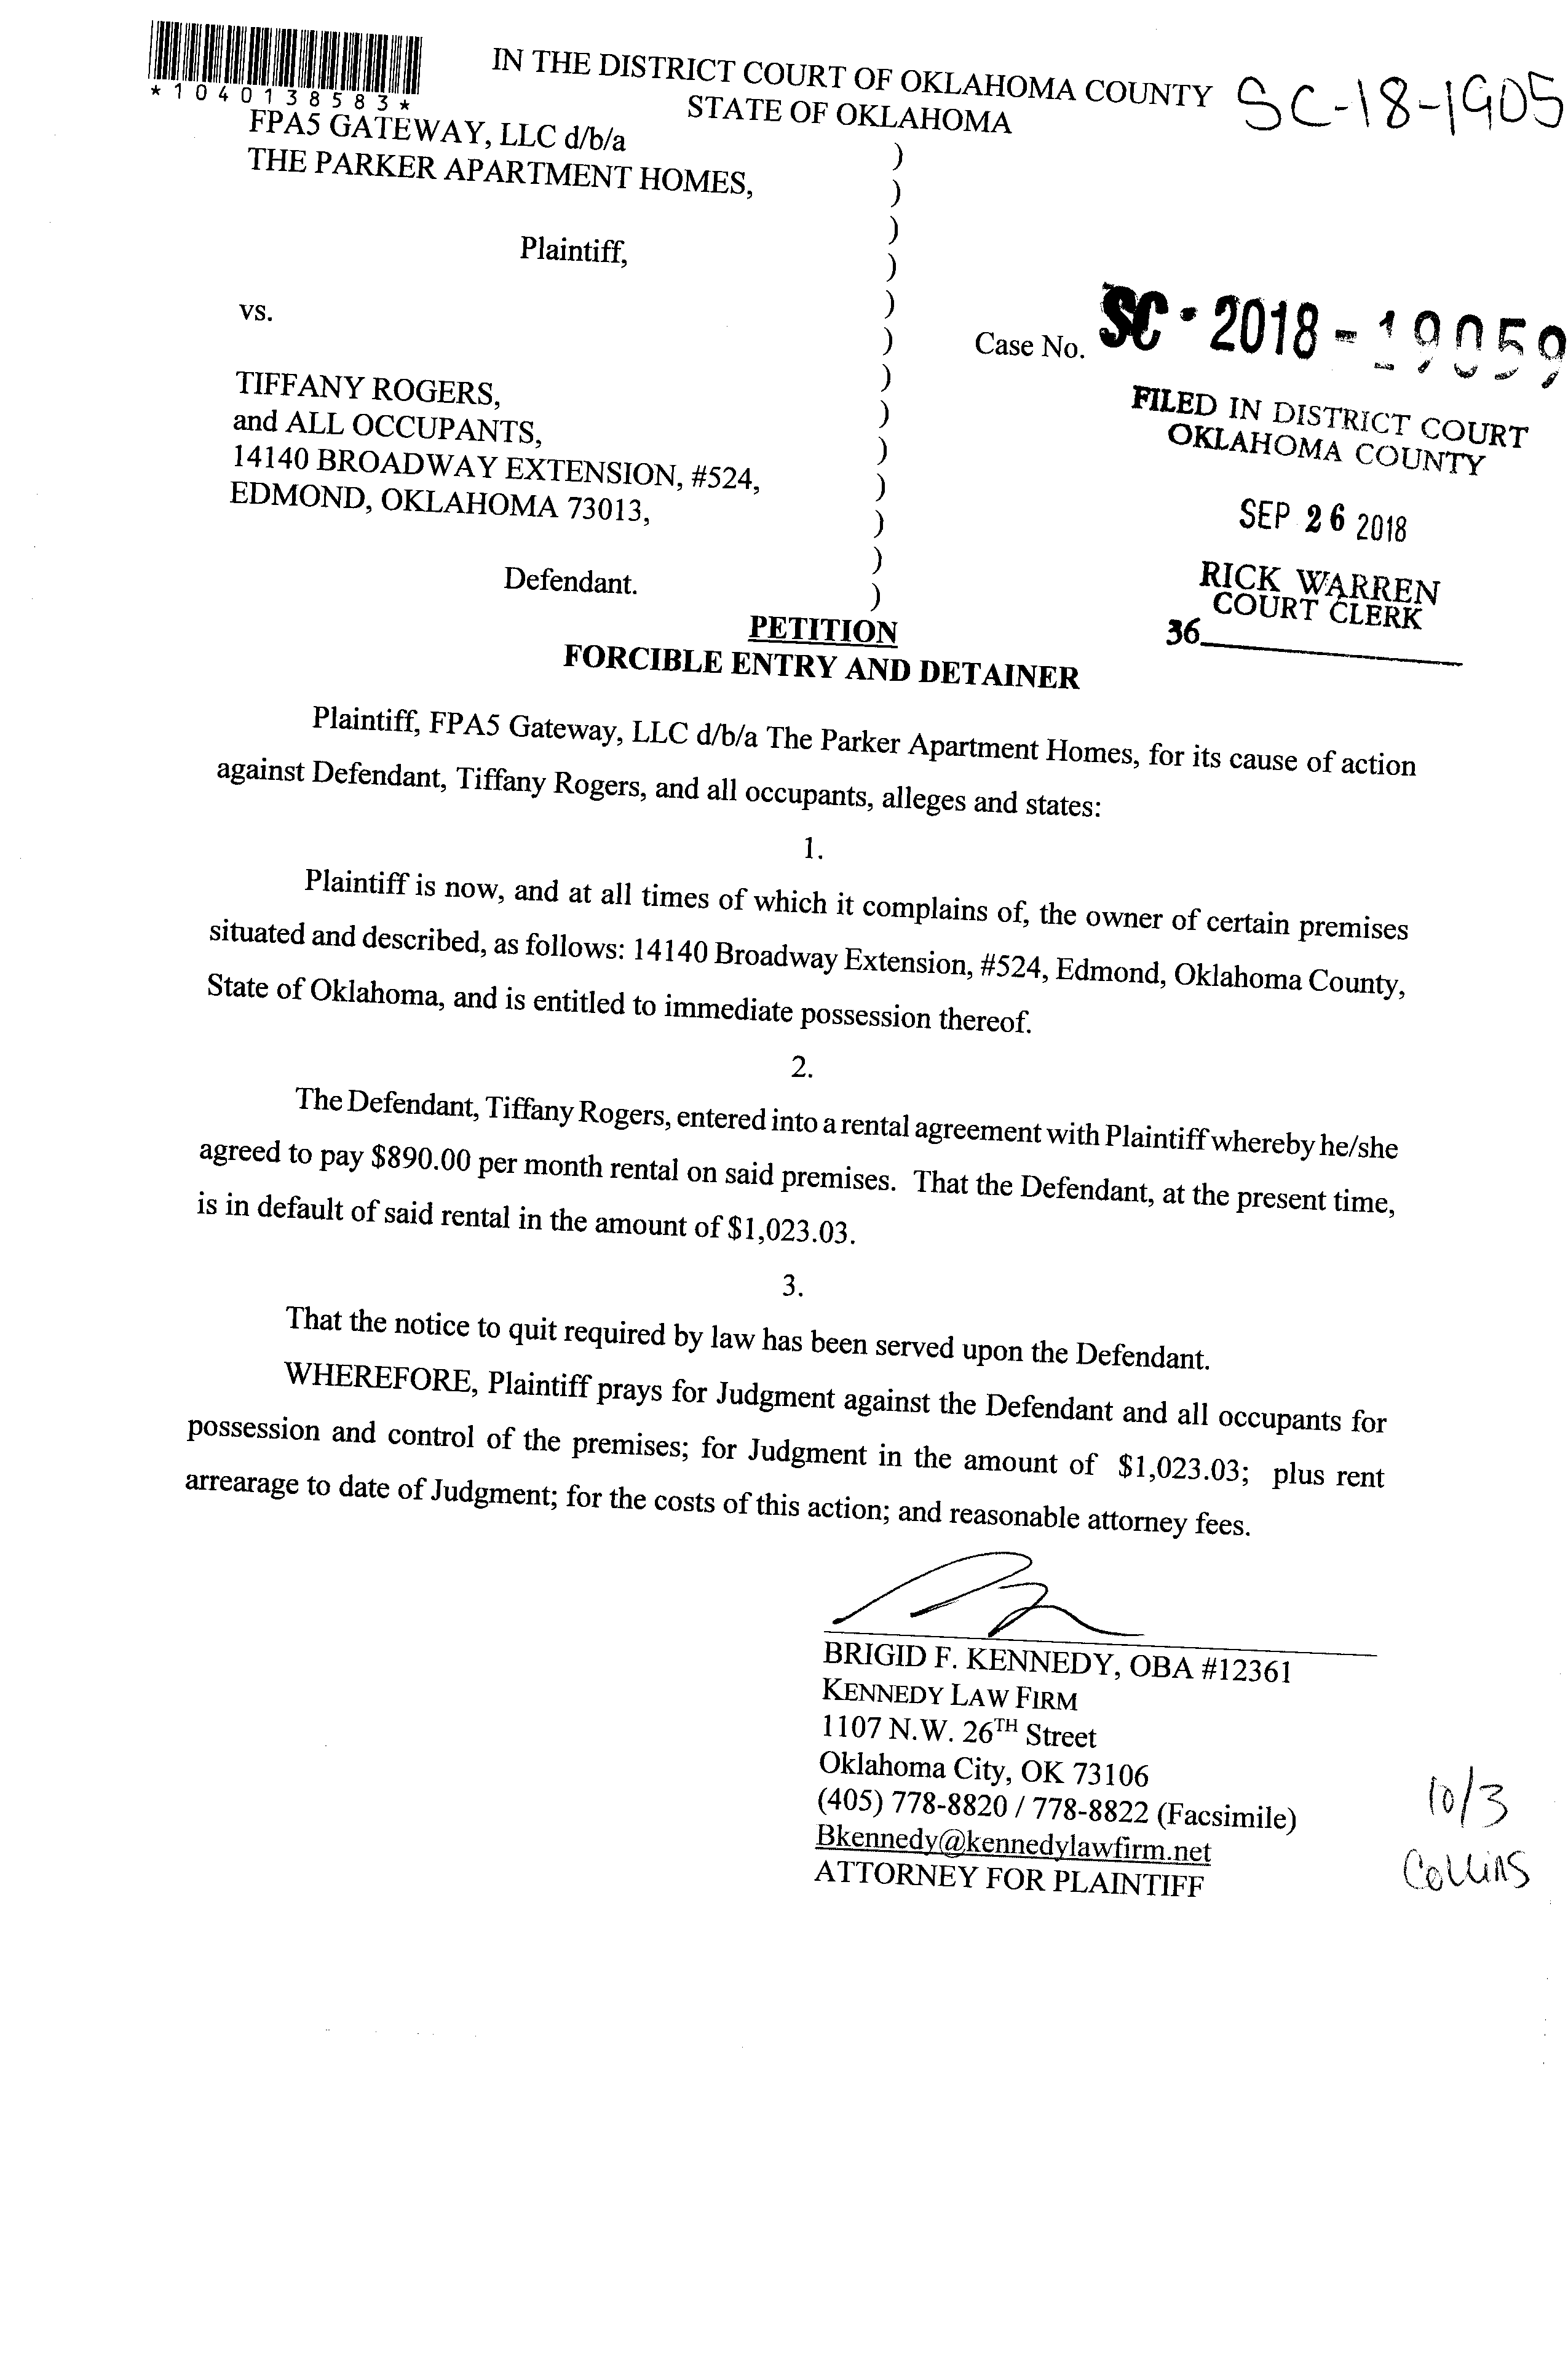 *1040138583*
IN THE DISTRICT COURT OF OKLAHOMA COUNTY
STATE OF OKLAHOMA
SC-18-1905
FPA5 GATEWAY, LLC d/b/a
THE PARKER APARTMENT HOMES,
)
)
)
Plaintiff,
)
)
vs.
)
Case No. SC-2018-19059
)
TIFFANY ROGERS,
)
and ALL OCCUPANTS,
)
14140 BROADWAY EXTENSION, #524,
)
EDMOND, OKLAHOMA 73013,
)
)
Defendant.
)
FILED IN DISTRICT COURT
OKLAHOMA COUNTY
SEP 26 2018
RICK WARREN
COURT CLERK
36
PETITION
FORCIBLE ENTRY AND DETAINER
Plaintiff, FPA5 Gateway, LLC d/b/a The Parker Apartment Homes, for its cause of action
against Defendant, Tiffany Rogers, and all occupants, alleges and states:
1.
Plaintiff is now, and at all times of which it complains of, the owner of certain premises
situated and described, as follows: 14140 Broadway Extension, #524, Edmond, Oklahoma County,
State of Oklahoma, and is entitled to immediate possession thereof.
2.
The Defendant, Tiffany Rogers, entered into a rental agreement with Plaintiff whereby he/she
agreed to pay $890.00 per month rental on said premises. That the Defendant, at the present time,
is in default of said rental in the amount of $1,023.03.
3.
That the notice to quit required by law has been served upon the Defendant.
WHEREFORE, Plaintiff prays for Judgment against the Defendant and all occupants for
possession and control of the premises; for Judgment in the amount of $1,023.03; plus rent
arrearage to date of Judgment; for the costs of this action; and reasonable attorney fees.
BRIGID F. KENNEDY, OBA #12361
KENNEDY LAW FIRM
1107 N.W. 26TH Street
Oklahoma City, OK 73106
(405) 778-8820 / 778-8822 (Facsimile)
Bkennedy@kennedylawfirm.net
ATTORNEY FOR PLAINTIFF
10/3
Collins